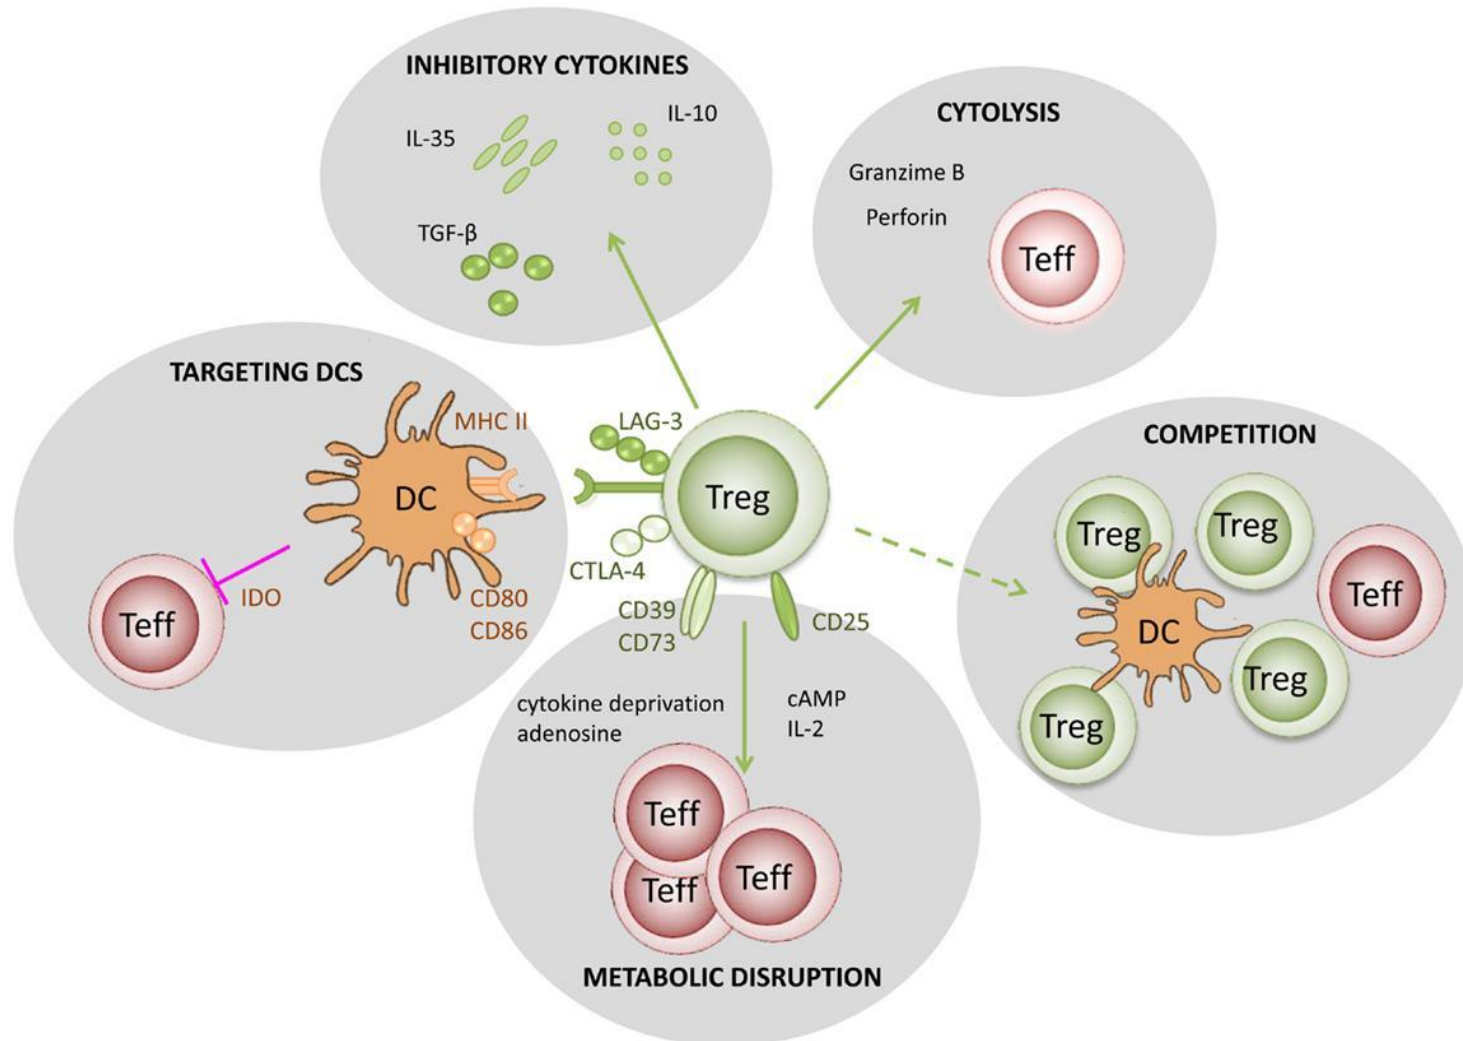 INHIBITORY CYTOKINES
IL-35
IL-10
TGF-β
CYTOLYSIS
Granzime B
Perforin
Teff
TARGETING DCS
MHC II
DC
IDO
Teff
CD80
CD86
LAG-3
Treg
CTLA-4
CD39
CD73
CD25
COMPETITION
Treg
Treg
Teff
DC
Treg
Treg
cytokine deprivation
adenosine
cAMP
IL-2
Teff
Teff
Teff
METABOLIC DISRUPTION